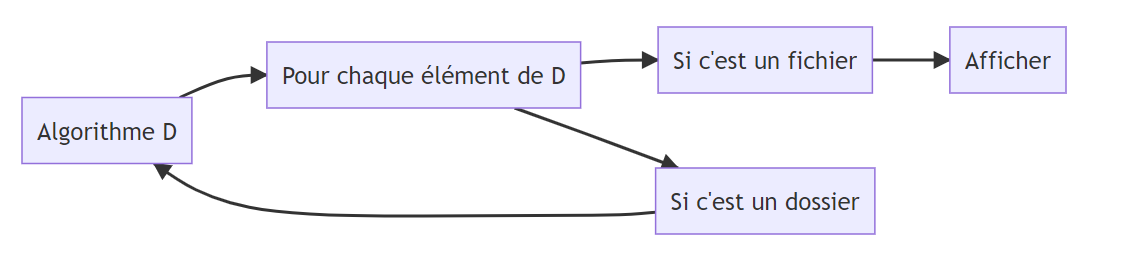 Algorithme D
Pour chaque élément de D
Si c'est un fichier
Afficher
Si c'est un dossier